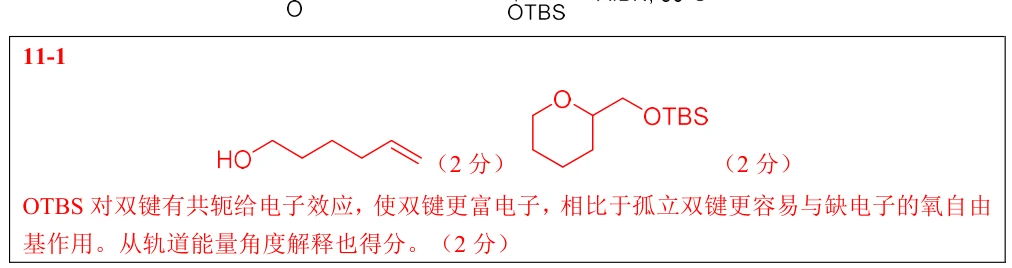 O
OTBS
11-1
O
OTBS
HO
（2 分）
（2 分）
OTBS 对双键有共轭给电子效应，使双键更富电子，相比于孤立双键更容易与缺电子的氧自由
基作用。从轨道能量角度解释也得分。（2 分）